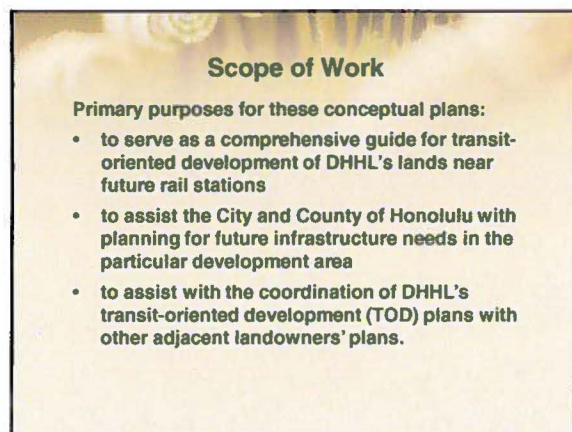 Scope of Work
Primary purposes for these conceptual plans:
• to serve as a comprehensive guide for transit-
oriented development of DHHL's lands near
future rail stations
• to assist the City and County of Honolulu with
planning for future infrastructure needs in the
particular development area
• to assist with the coordination of DHHL's
transit-oriented development (TOD) plans with
other adjacent landowners' plans.